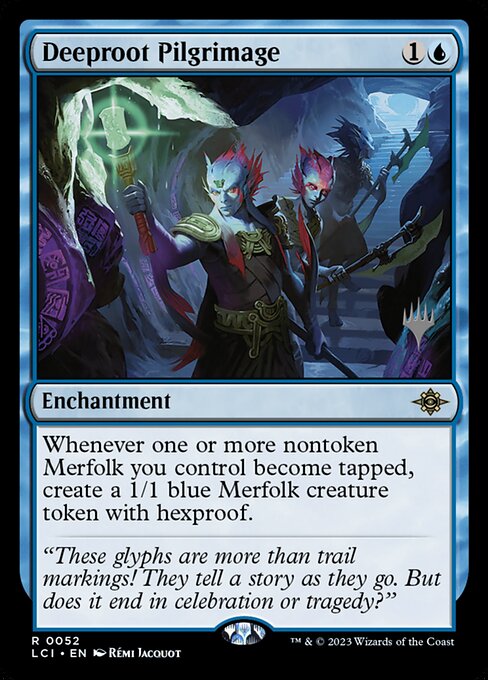 Deeproot Pilgrimage 1
Enchantment
Whenever one or more nontoken
Merfolk you control become tapped,
create a 1/1 blue Merfolk creature
token with hexproof.
“These glyphs are more than trail
markings! They tell a story as they go. But
does it end in celebration or tragedy?”
R 0052
LCI • EN Rémi Jacquot
™ & © 2023 Wizards of the Coast